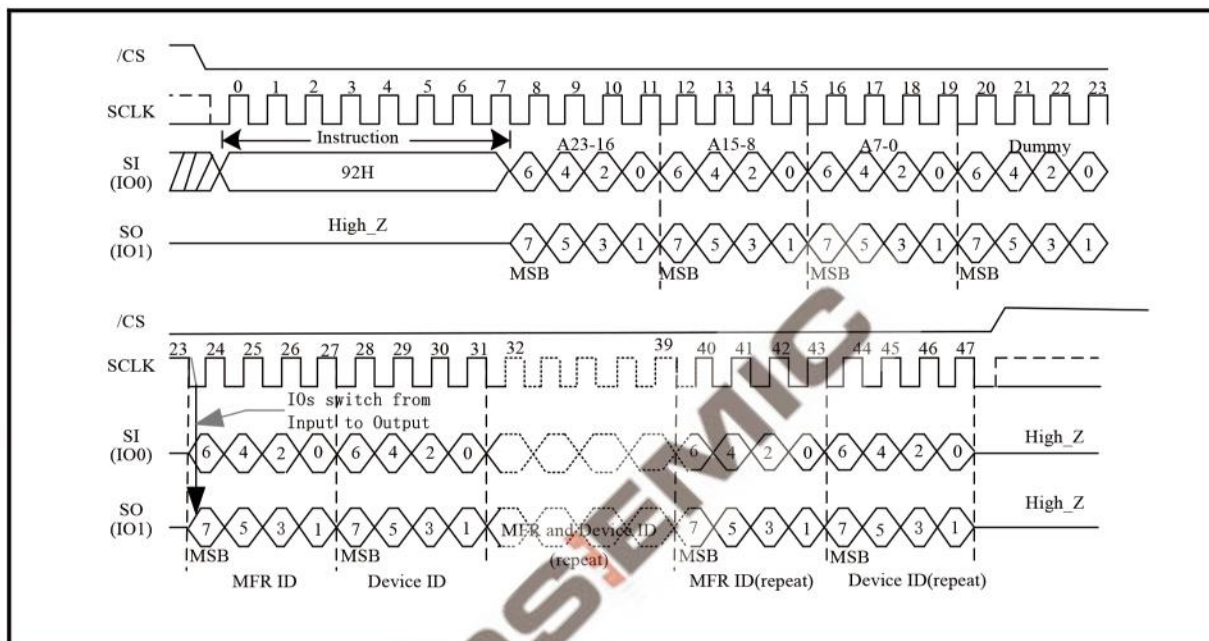 /CS
0 1 2 3 4 5 6 7 8 9 10 11 12 13 14 15 16 17 18 19 20 21 22 23
SCLK
Instruction A23-16 A15-8 A7-0 Dummy
SI
(IO0)
92H 6 4 2 0 6 4 2 0 6 4 2 0 6 4 2 0
High_Z
SO
(IO1)
7 5 3 1 7 5 3 1 7 5 3 1 7 5 3 1
MSB MSB MSB MSB
/CS
23 24 25 26 27 28 29 30 31 32 39 40 41 42 43 44 45 46 47
SCLK
IOs switch from
Input to Output
SI
(IO0)
6 4 2 0 6 4 2 0 6 4 2 0 6 4 2 0 High_Z
SO
(IO1)
7 5 3 1 7 5 3 1 MFR and Device ID 7 5 3 1 7 5 3 1 High_Z
MSB MSB (repeat) MSB MSB
MFR ID Device ID MFR ID(repeat) Device ID(repeat)